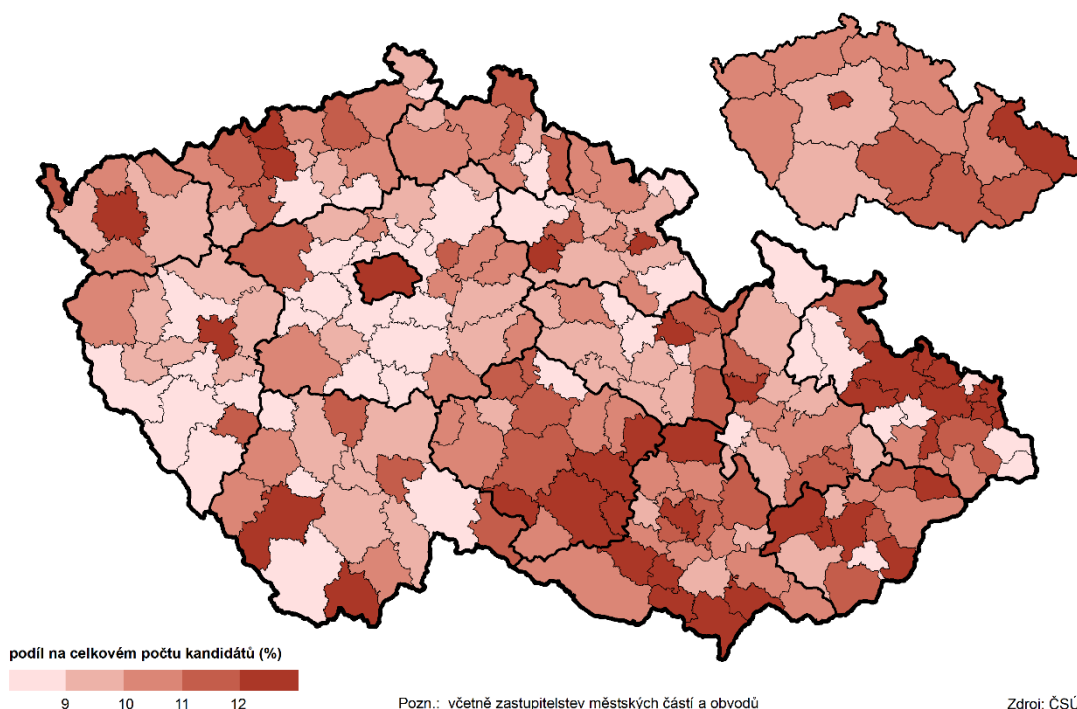 podíl na celkovém počtu kandidátů (%)
9 10 11 12
Pozn.: včetně zastupitelstev městských částí a obvodů
Zdroj: ČSÚ